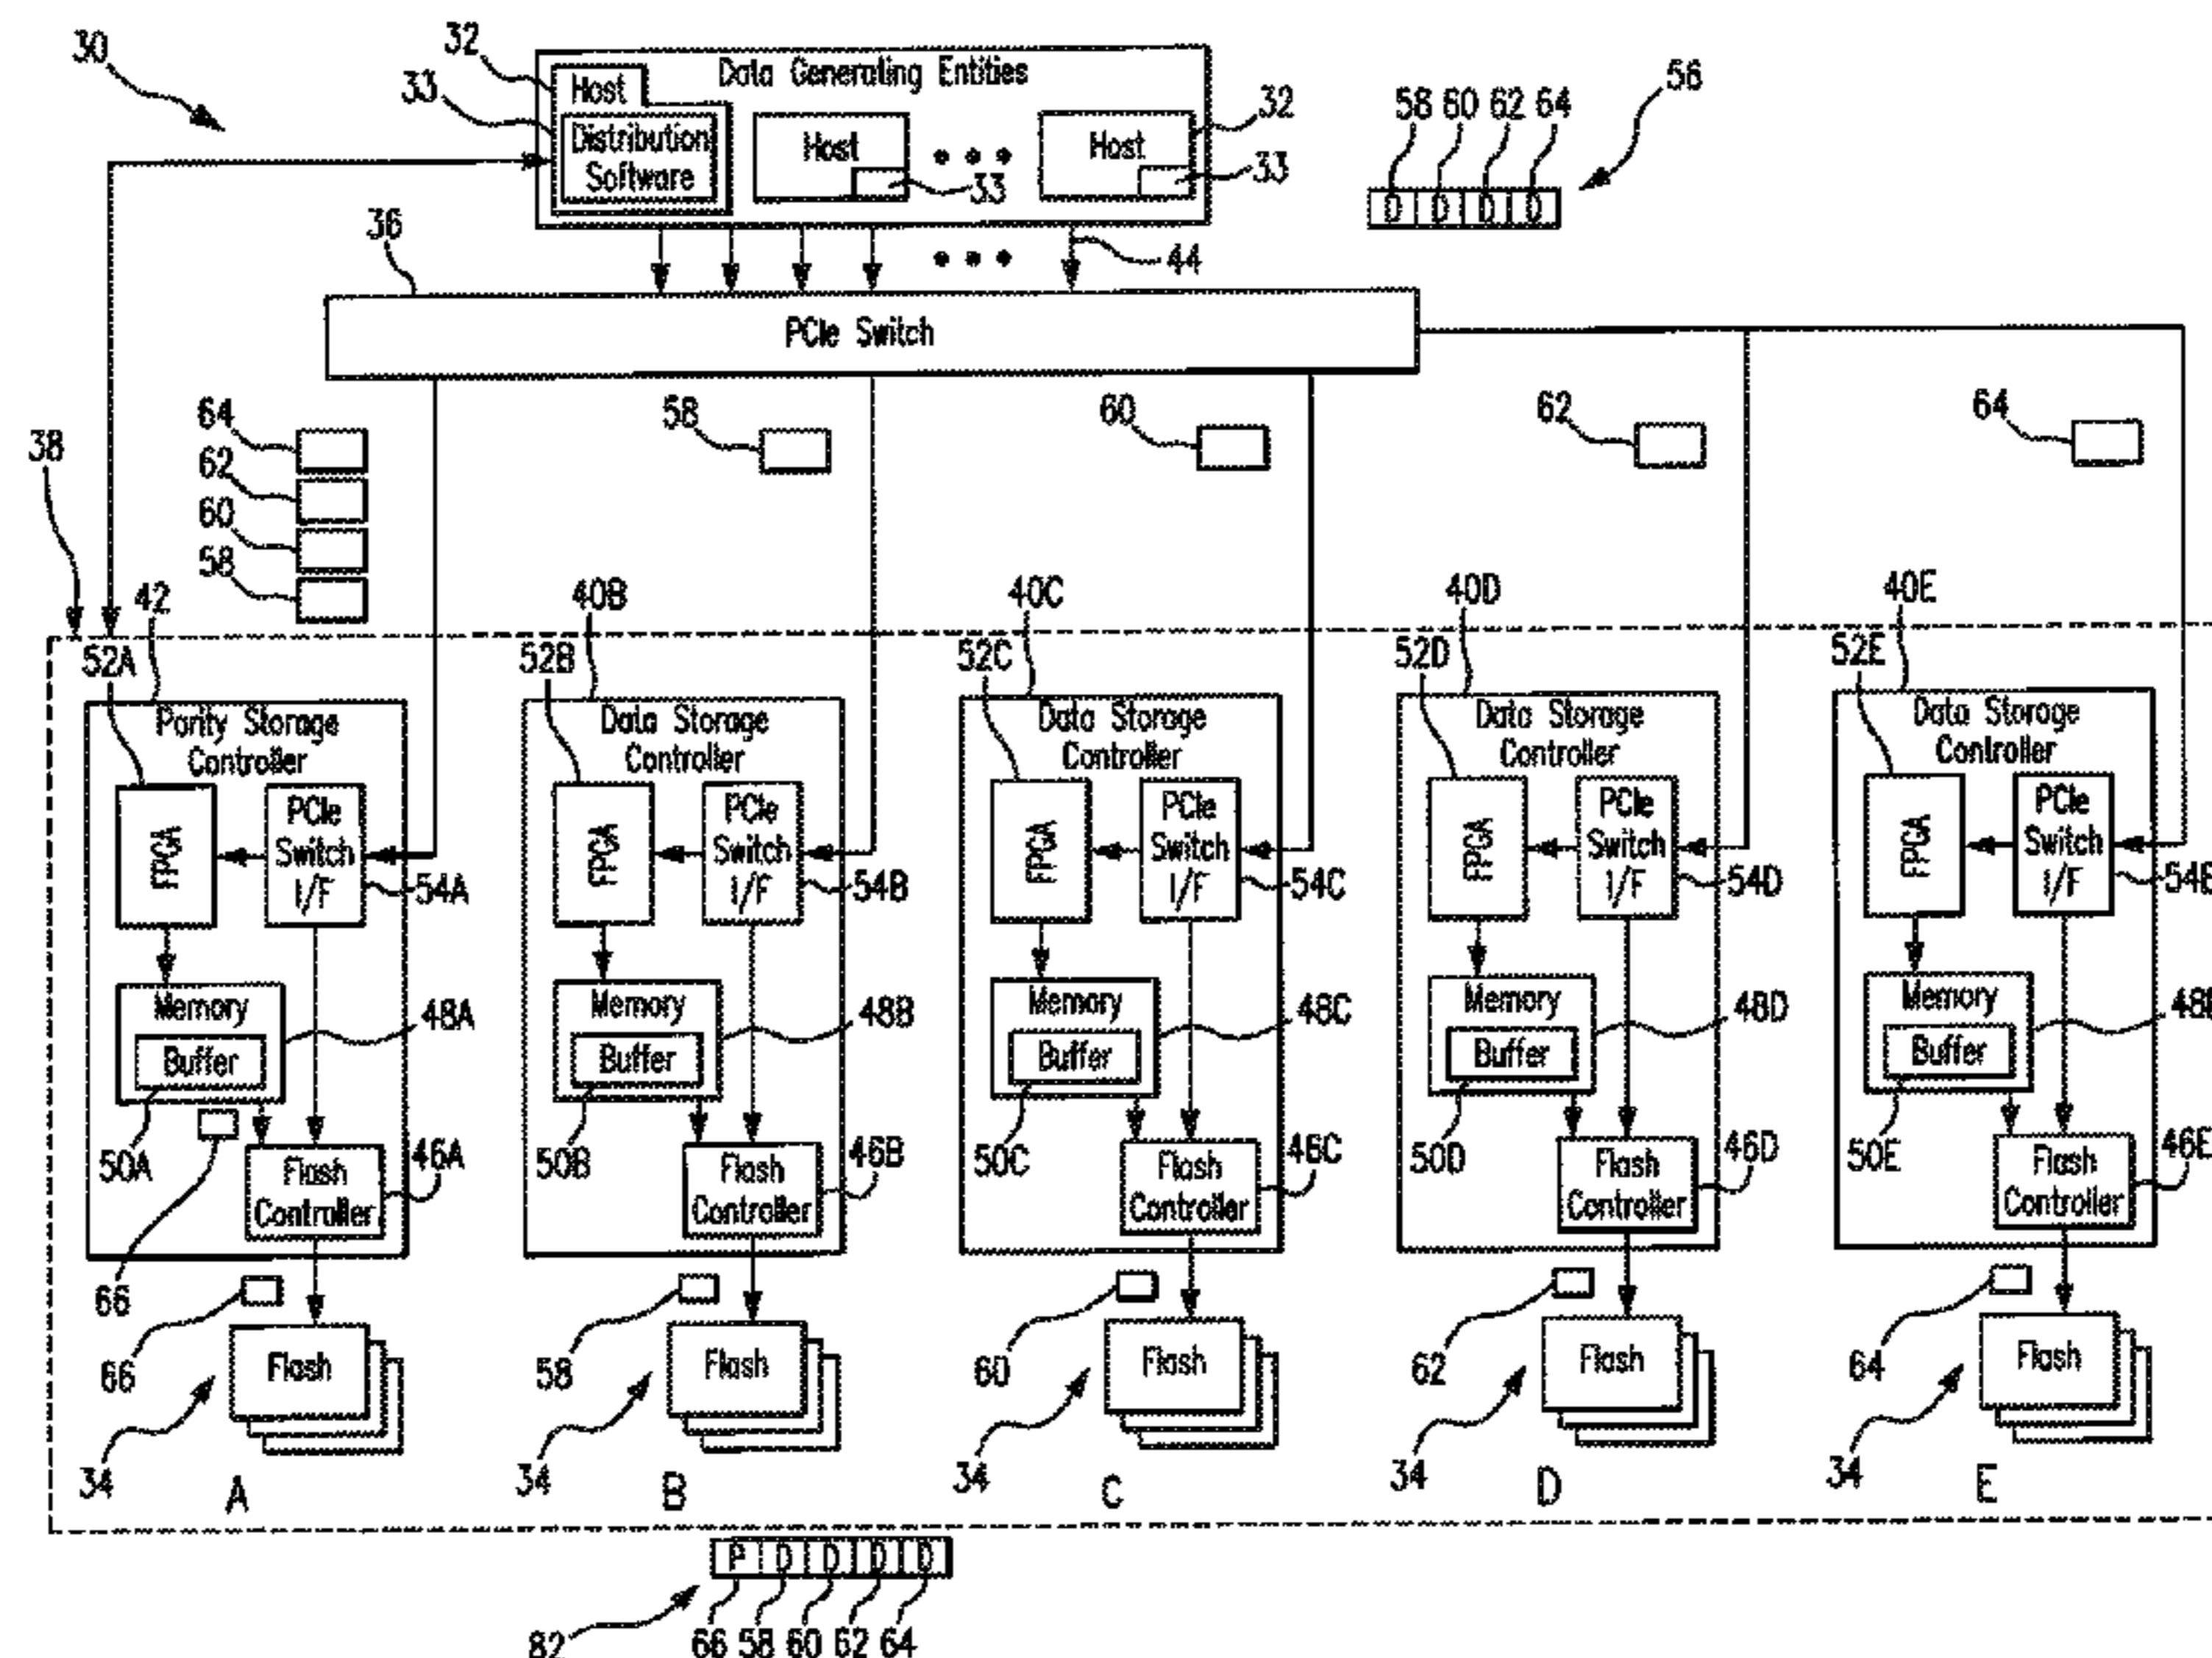 30
32
33
Data Generating Entities
Host
Distribution
Software
Host
33
Host
32
33
58 60 62 64
56
D D D D
36
44
PCIe Switch
38
64
62
60
58
58
60
62
64
42
40B
40C
40D
40E
52A
52B
52C
52D
52E
Parity Storage
Controller
FPGA
PCIe
Switch
I/F
54A
Memory
Buffer
48A
50A
66
Flash
Controller
46A
66
66
Flash
34
A
Data Storage
Controller
FPGA
PCIe
Switch
I/F
54B
Memory
Buffer
48B
50B
Flash
Controller
46B
58
Flash
34
B
Data Storage
Controller
FPGA
PCIe
Switch
I/F
54C
Memory
Buffer
48C
50C
Flash
Controller
46C
60
Flash
34
C
Data Storage
Controller
FPGA
PCIe
Switch
I/F
54D
Memory
Buffer
48D
50D
Flash
Controller
46D
62
Flash
34
D
Data Storage
Controller
FPGA
PCIe
Switch
I/F
54E
Memory
Buffer
50E
Flash
Controller
46E
64
Flash
34
E
P D D D D
82
66 58 60 62 64